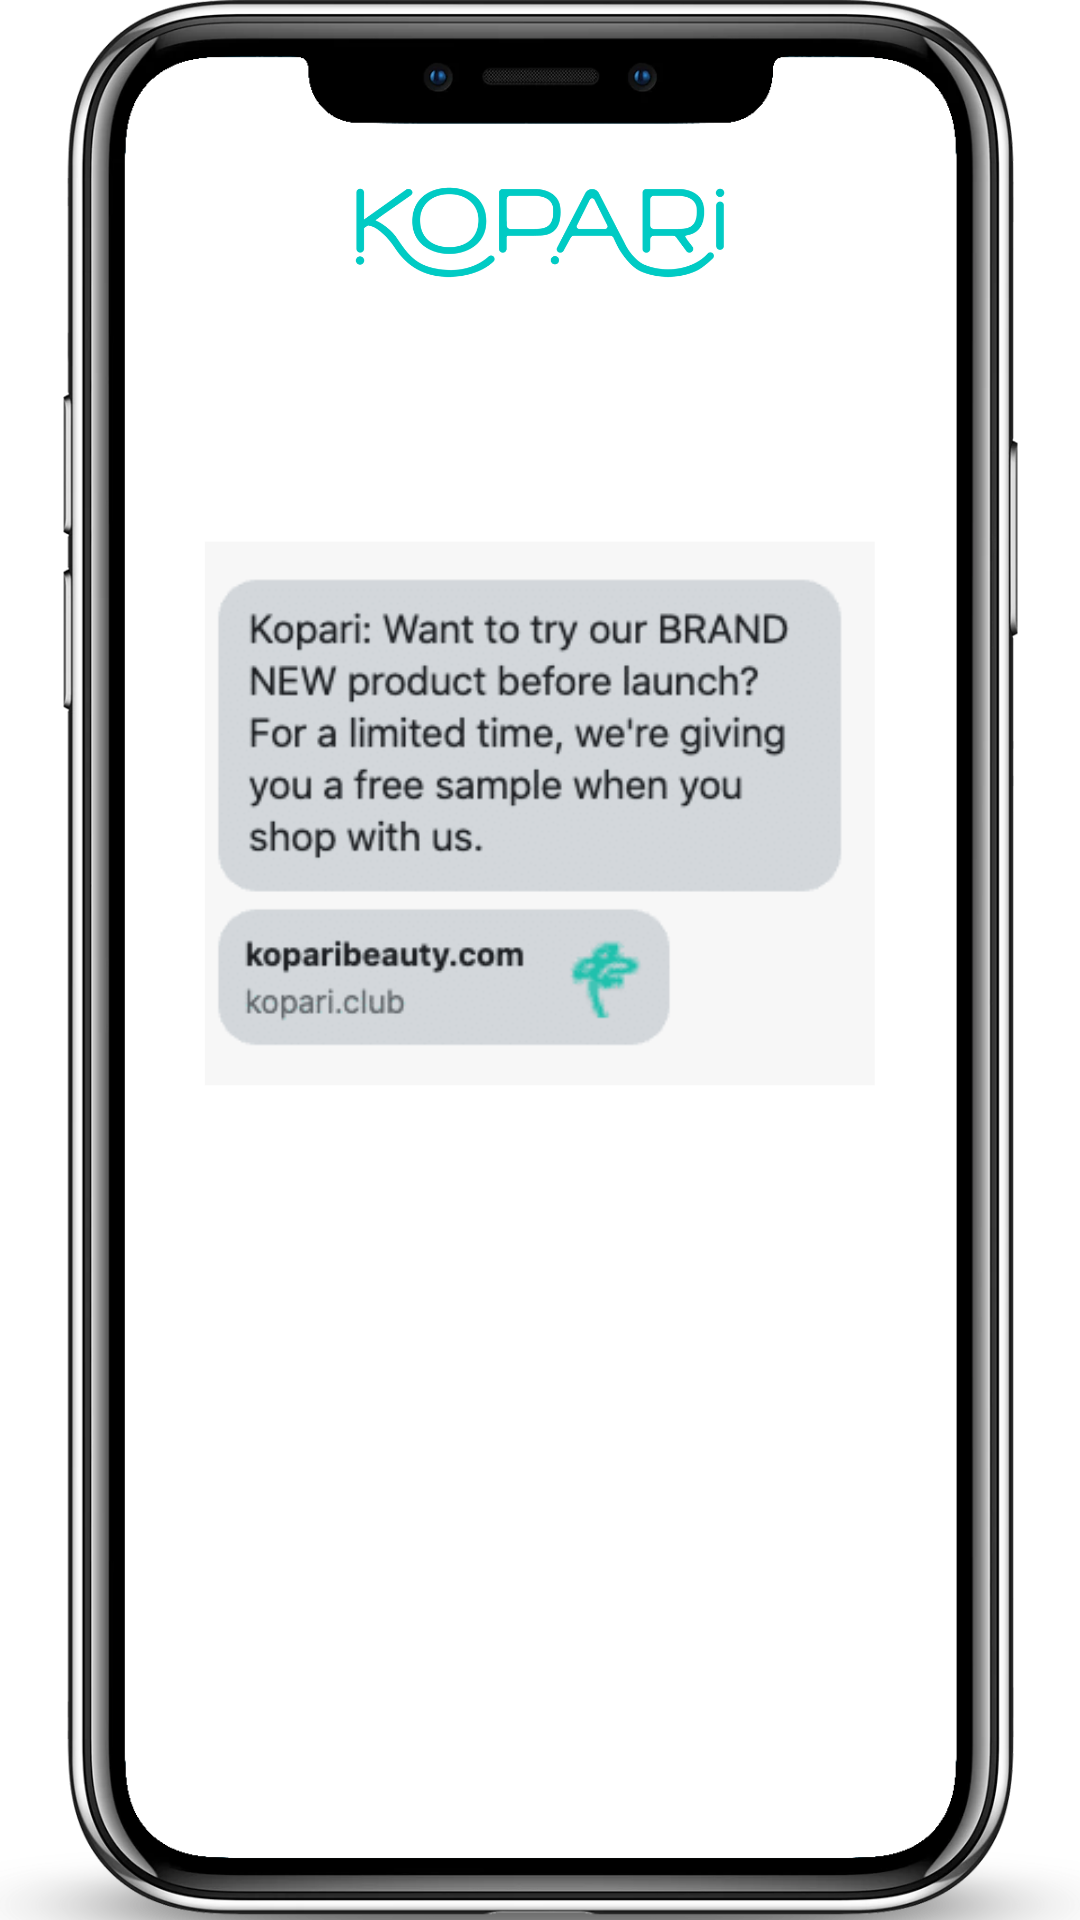 KOPARi
Kopari: Want to try our BRAND
NEW product before launch?
For a limited time, we're giving
you a free sample when you
shop with us.
koparibeauty.com
kopari.club